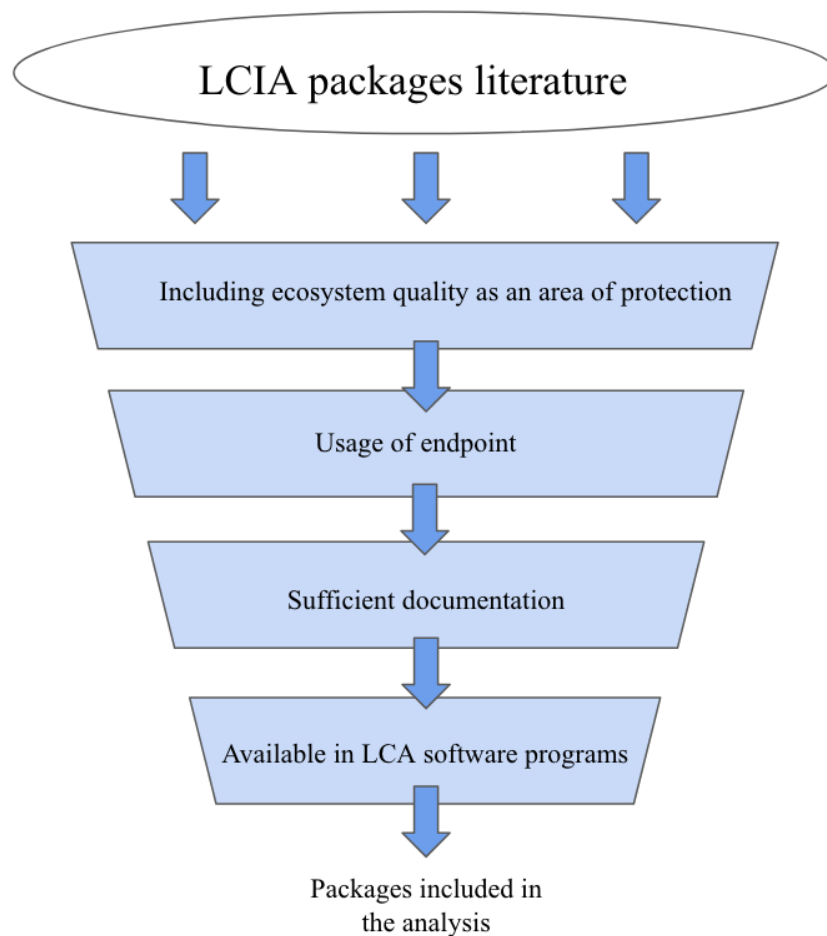 LCIA packages literature
Including ecosystem quality as an area of protection
Usage of endpoint
Sufficient documentation
Available in LCA software programs
Packages included in
the analysis